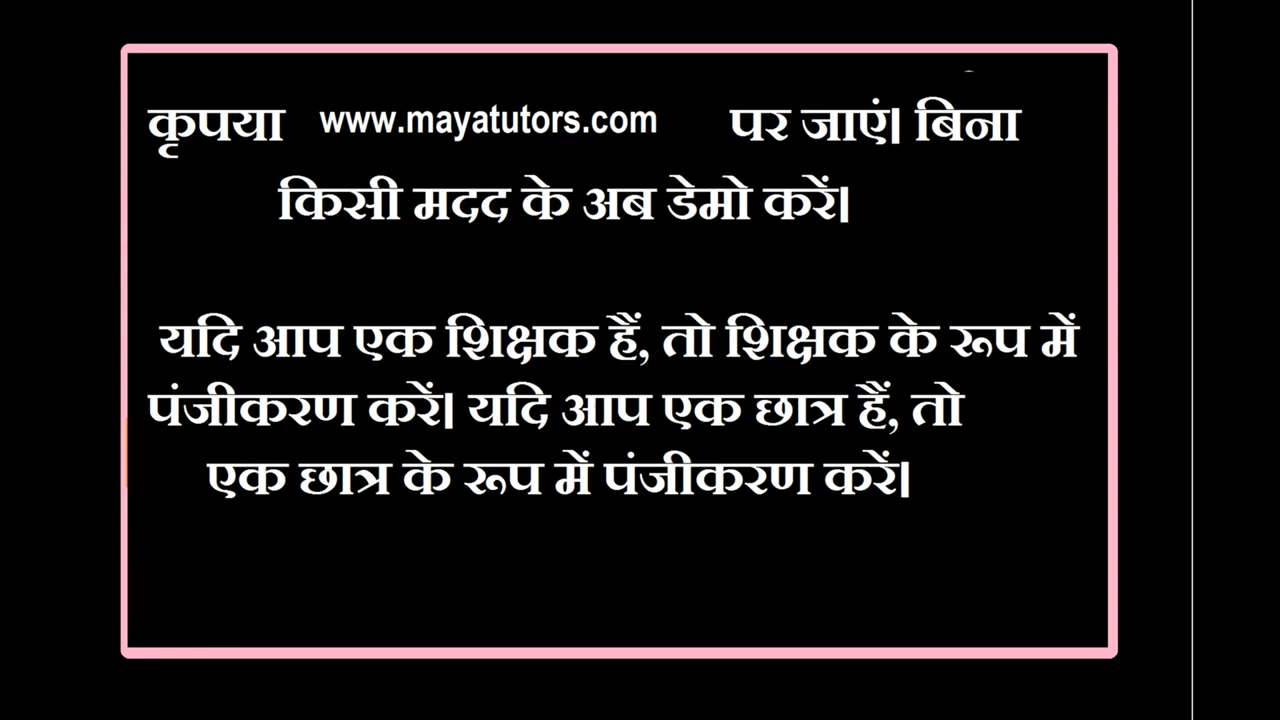 कृपया www.mayatutors.com पर जाएं। बिना
किसी मदद के अब डेमो करें।
यदि आप एक शिक्षक हैं, तो शिक्षक के रूप में
पंजीकरण करें। यदि आप एक छात्र हैं, तो
एक छात्र के रूप में पंजीकरण करें।